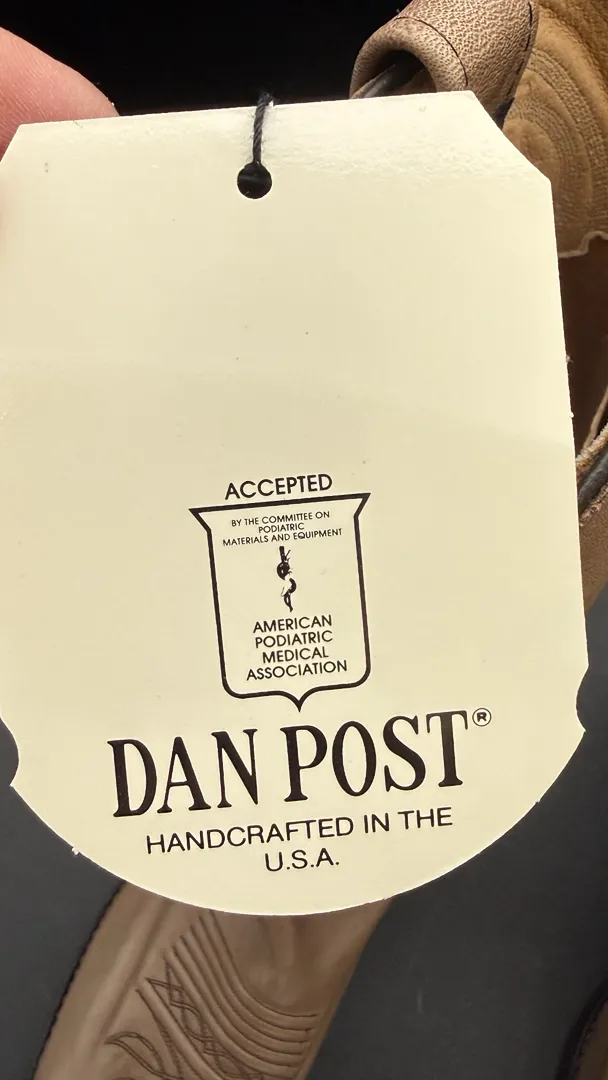 ACCEPTED
BY THE COMMITTEE ON
PODIATRIC
MATERIALS AND EQUIPMENT
AMERICAN
PODIATRIC
MEDICAL
ASSOCIATION
DAN POST®
HANDCRAFTED IN THE
U.S.A.